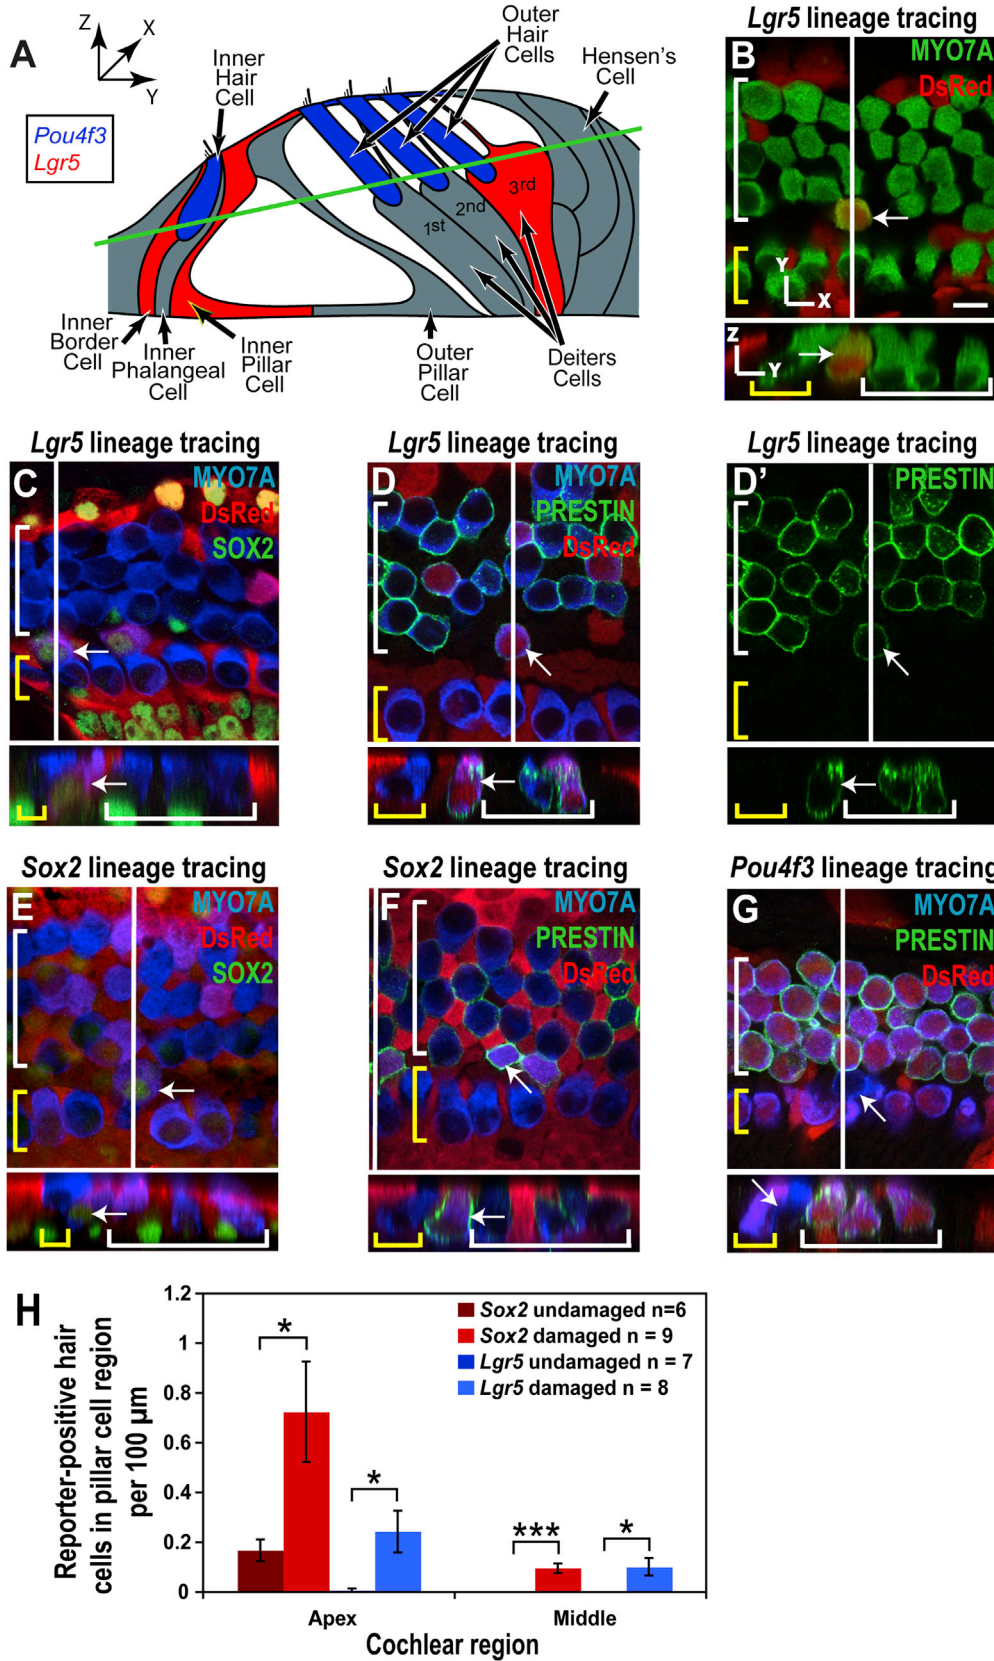 A
Z
X
Y
Pou4f3
Lgr5
Inner
Hair
Cell
Outer
Hair
Cells
Hensen's
Cell
1st
2nd
3rd
Inner
Border
Cell
Inner
Phalangeal
Cell
Inner
Pillar
Cell
Outer
Pillar
Cell
Deiters
Cells
Lgr5 lineage tracing
B
MYO7A
DsRed
Y
X
Z
Y
Lgr5 lineage tracing
C
MYO7A
DsRed
SOX2
Lgr5 lineage tracing
D
MYO7A
PRESTIN
DsRed
Lgr5 lineage tracing
D'
PRESTIN
Sox2 lineage tracing
E
MYO7A
DsRed
SOX2
Sox2 lineage tracing
F
MYO7A
PRESTIN
DsRed
Pou4f3 lineage tracing
G
MYO7A
PRESTIN
DsRed
H
Reporter-positive hair
cells in pillar cell region
per 100 µm
1.2
1
0.8
0.6
0.4
0.2
0
Sox2 undamaged n=6
Sox2 damaged n = 9
Lgr5 undamaged n = 7
Lgr5 damaged n = 8
*
*
***
*
Apex
Middle
Cochlear region